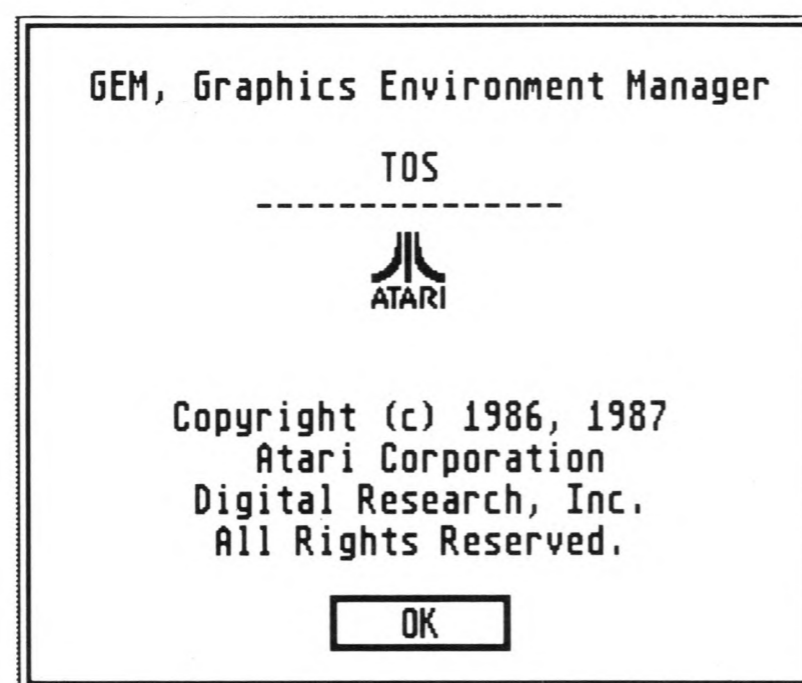 GEM, Graphics Environment Manager
TOS
---------------
ATARI
Copyright (c) 1986, 1987
Atari Corporation
Digital Research, Inc.
All Rights Reserved.
OK